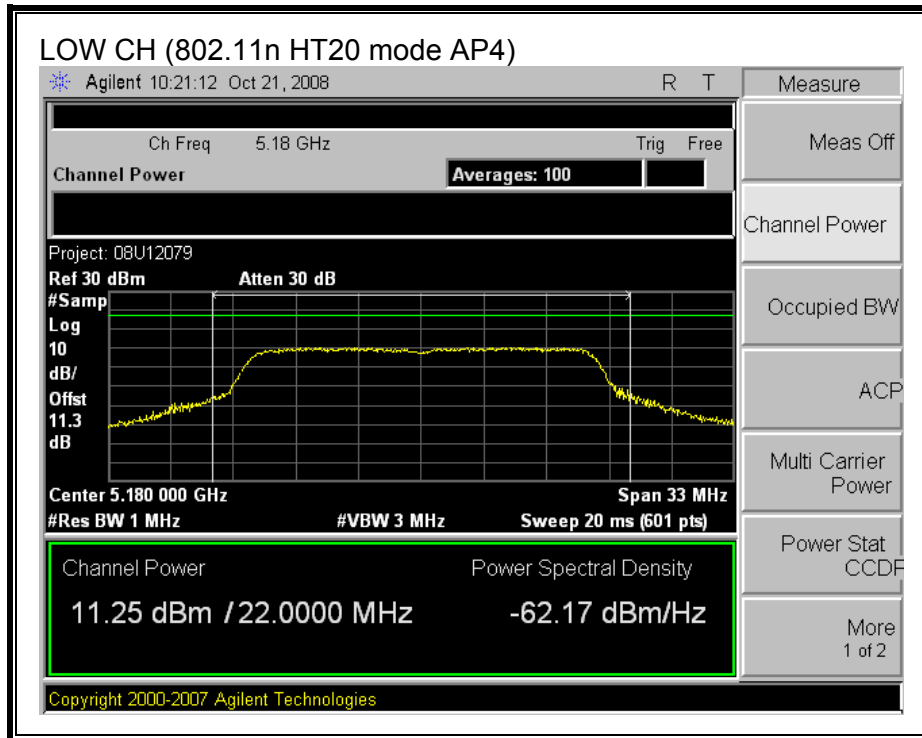 LOW CH (802.11n HT20 mode AP4)
Agilent 10:21:12 Oct 21, 2008 R T
Measure
Ch Freq 5.18 GHz Trig Free
Meas Off
Channel Power Averages: 100
Channel Power
Project: 08U12079
Ref 30 dBm Atten 30 dB
#Samp
Log
10
dB/
Offst
11.3
dB
Occupied BW
ACP
Multi Carrier
Power
Center 5.180 000 GHz Span 33 MHz
#Res BW 1 MHz #VBW 3 MHz Sweep 20 ms (601 pts)
Power Stat
CCDF
Channel Power Power Spectral Density
11.25 dBm / 22.0000 MHz -62.17 dBm/Hz
More
1 of 2
Copyright 2000-2007 Agilent Technologies